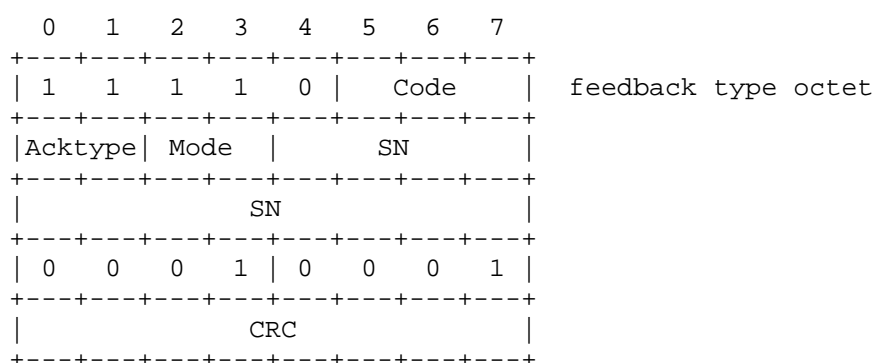 0   1   2   3   4   5   6   7
+---+---+---+---+---+---+---+---+
| 1   1   1   1   0 |   Code    |  feedback type octet
+---+---+---+---+---+---+---+---+
|Acktype| Mode  |      SN       |
+---+---+---+---+---+---+---+---+
|              SN               |
+---+---+---+---+---+---+---+---+
| 0   0   0   1 | 0   0   0   1 |
+---+---+---+---+---+---+---+---+
|              CRC              |
+---+---+---+---+---+---+---+---+